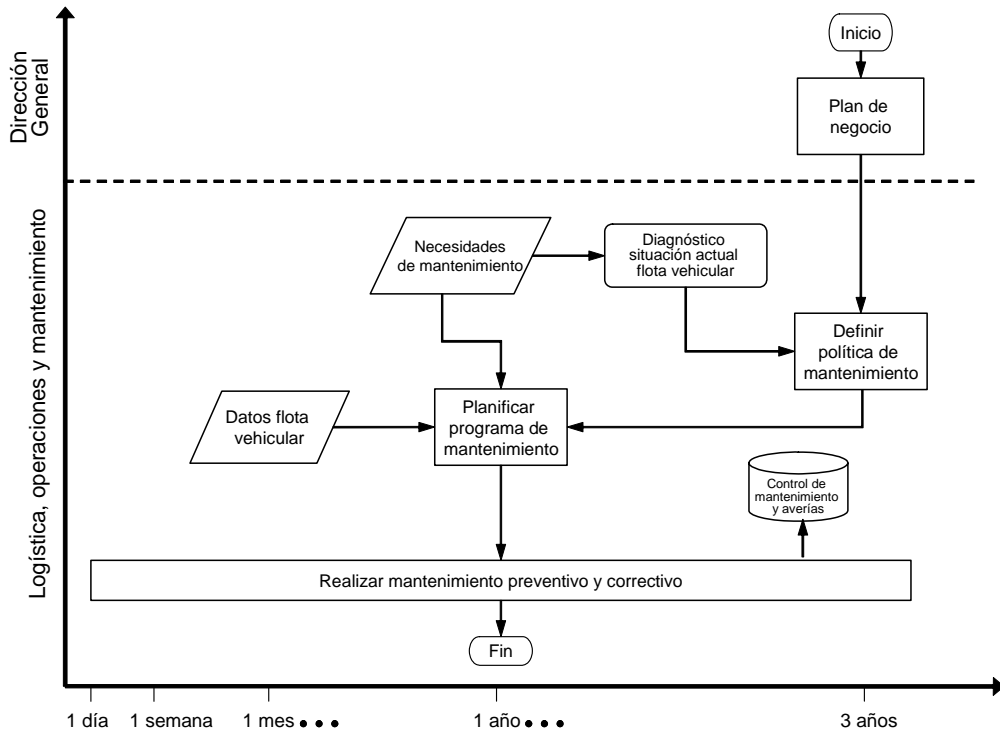 Inicio
Dirección
General
Plan de
negocio
Logística, operaciones y mantenimiento
Necesidades
de mantenimiento
Diagnóstico
situación actual
flota vehicular
Definir
política de
mantenimiento
Datos flota
vehicular
Planificar
programa de
mantenimiento
Control de
mantenimiento
y averías
Realizar mantenimiento preventivo y correctivo
Fin
1 día 1 semana 1 mes 1 año 3 años